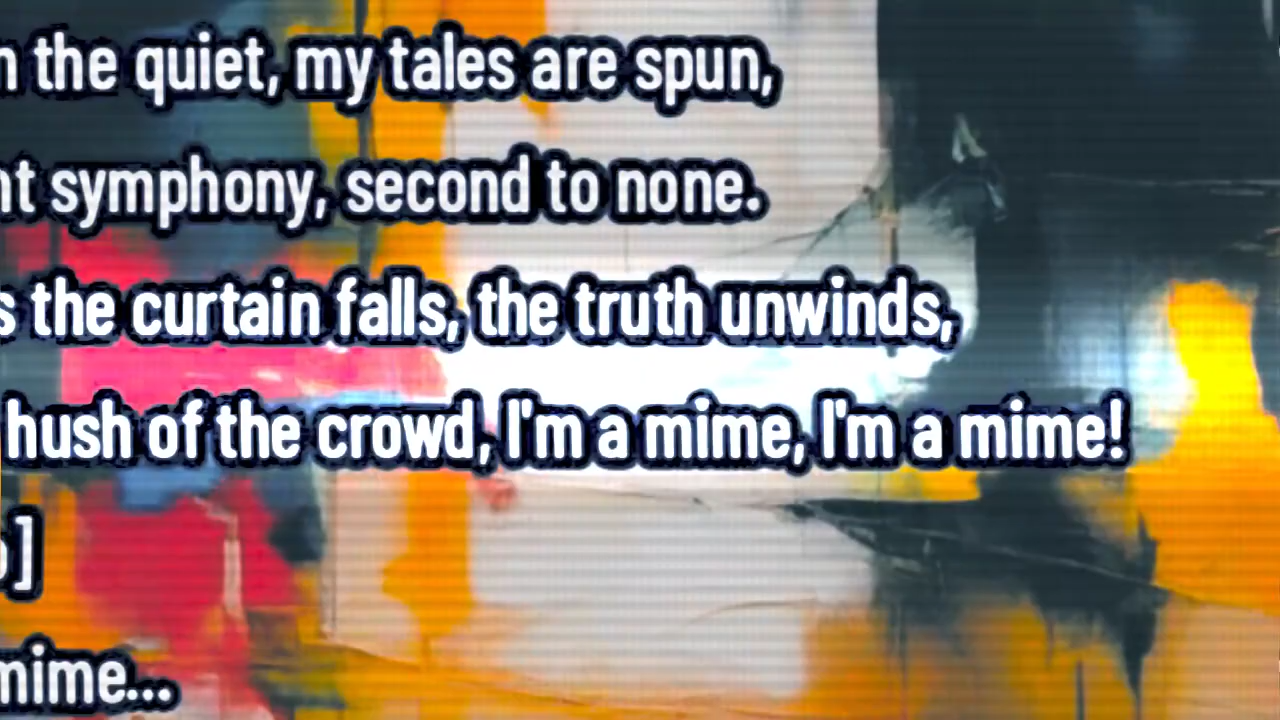 the quiet, my tales are spun,
symphony, second to none.
the curtain falls, the truth unwinds,
hush of the crowd, I'm a mime, I'm a mime!
]
mime...